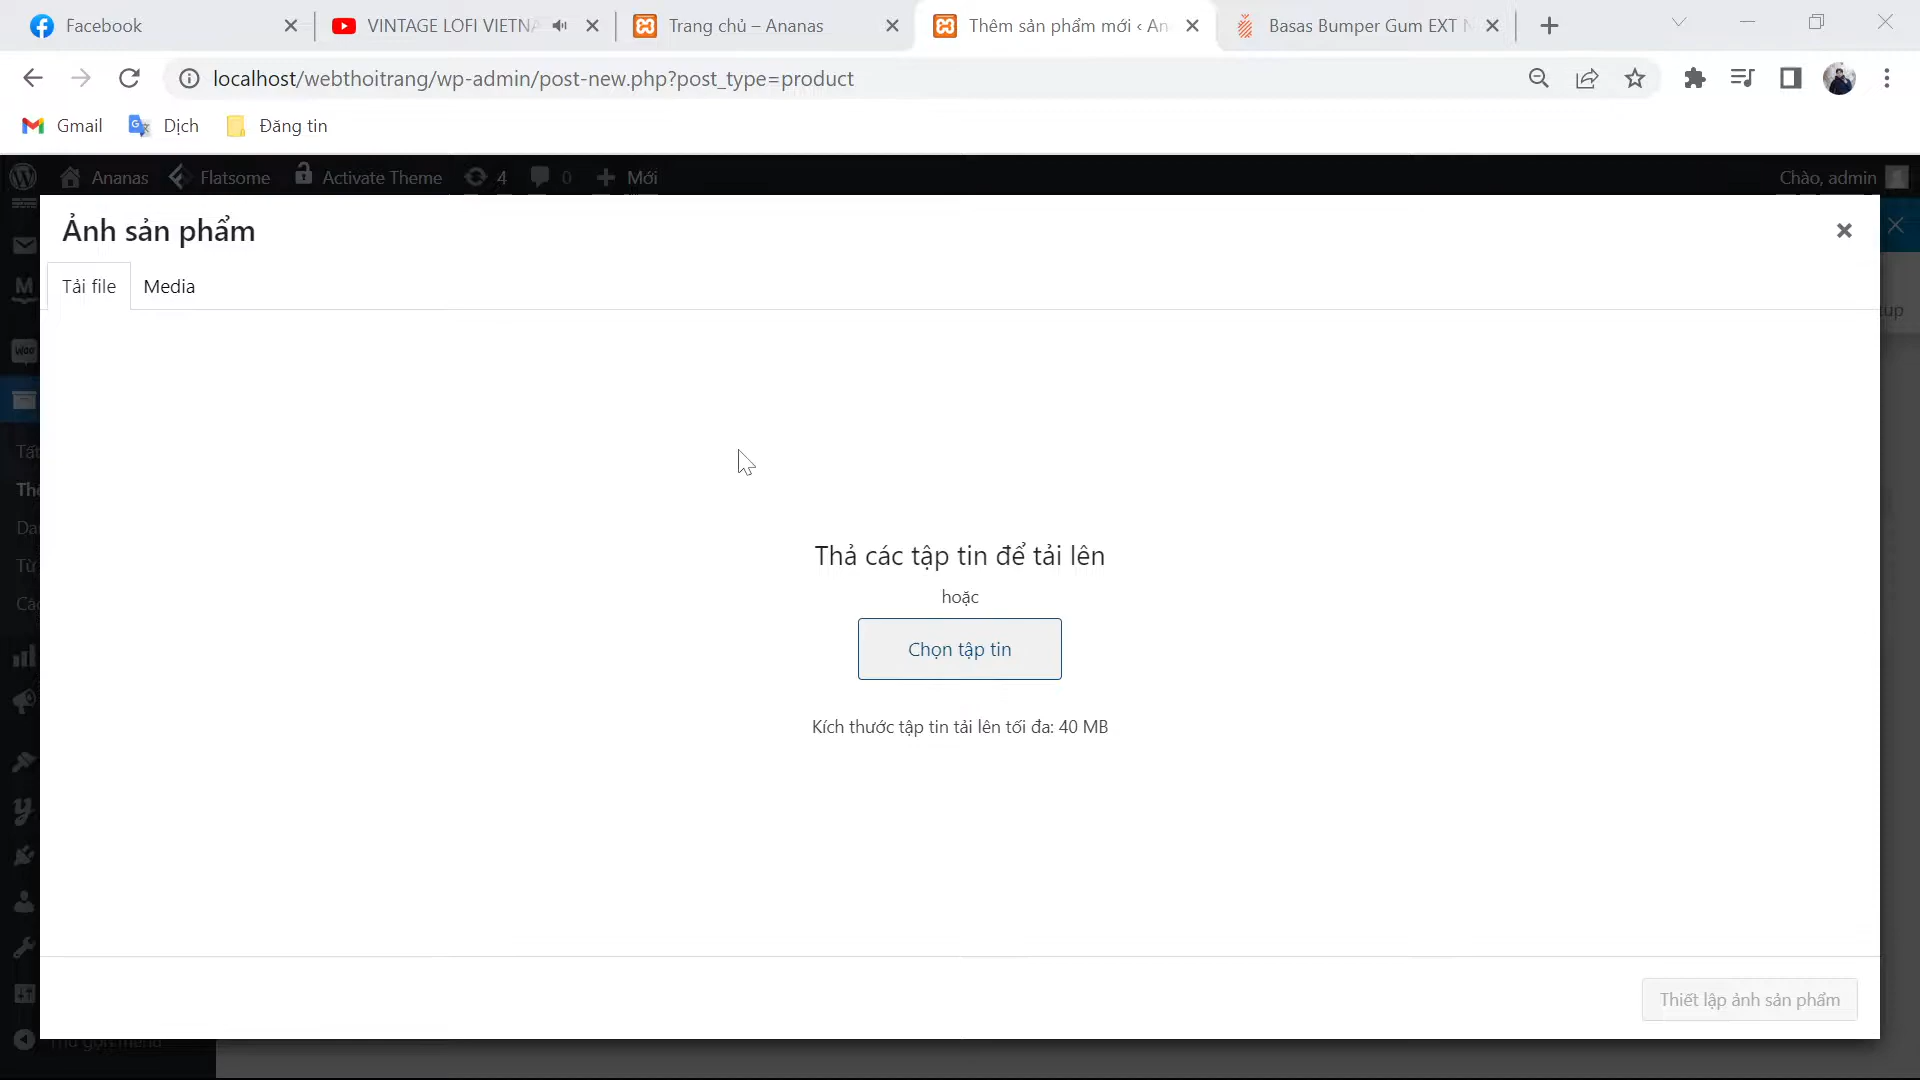 Facebook
VINTAGE LOFI VIETNA
Trang chủ – Ananas
Thêm sản phẩm mới ‹ An
Basas Bumper Gum EXT N
localhost/webthoitrang/wp-admin/post-new.php?post_type=product
Gmail
Dịch
Đăng tin
Ananas
Flatsome
Activate Theme
4
0
Mới
Chào, admin
Ảnh sản phẩm
Tải file
Media
Thả các tập tin để tải lên
hoặc
Chọn tập tin
Kích thước tập tin tải lên tối đa: 40 MB
Thiết lập ảnh sản phẩm